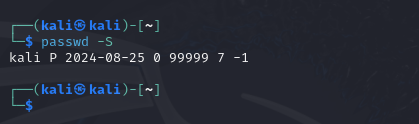 ┌──(kali㉿kali)-[~]
└─$ passwd -S
kali P 2024-08-25 0 99999 7 -1
┌──(kali㉿kali)-[~]
└─$